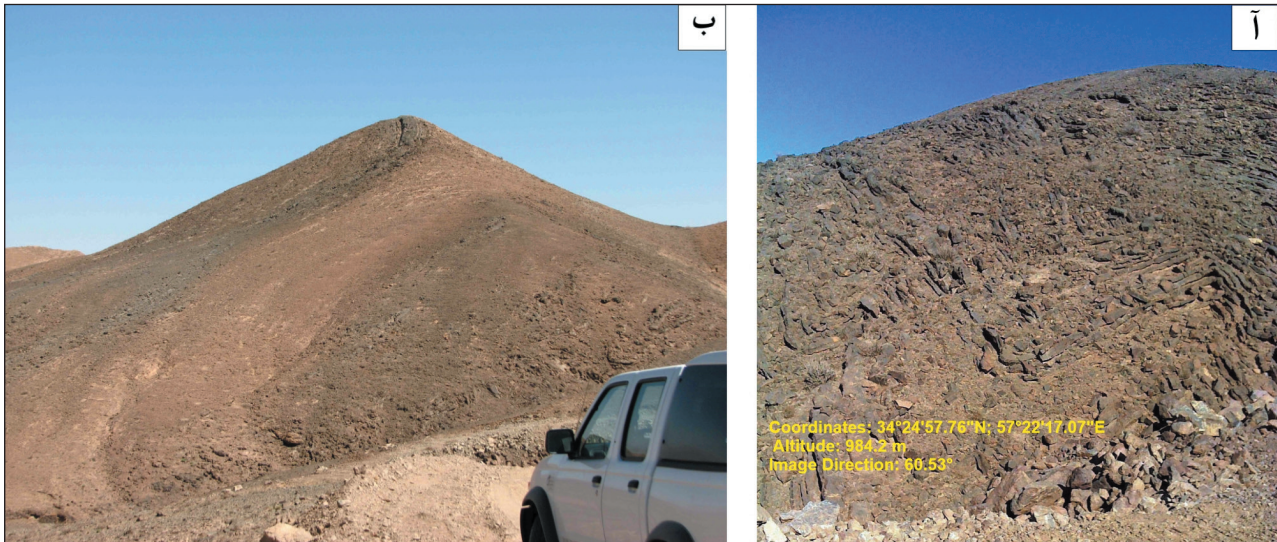 آ
ب
Coordinates: 34°24'57.76"N; 57°22'17.07"E
Altitude: 984.2 m
Image Direction: 60.53°